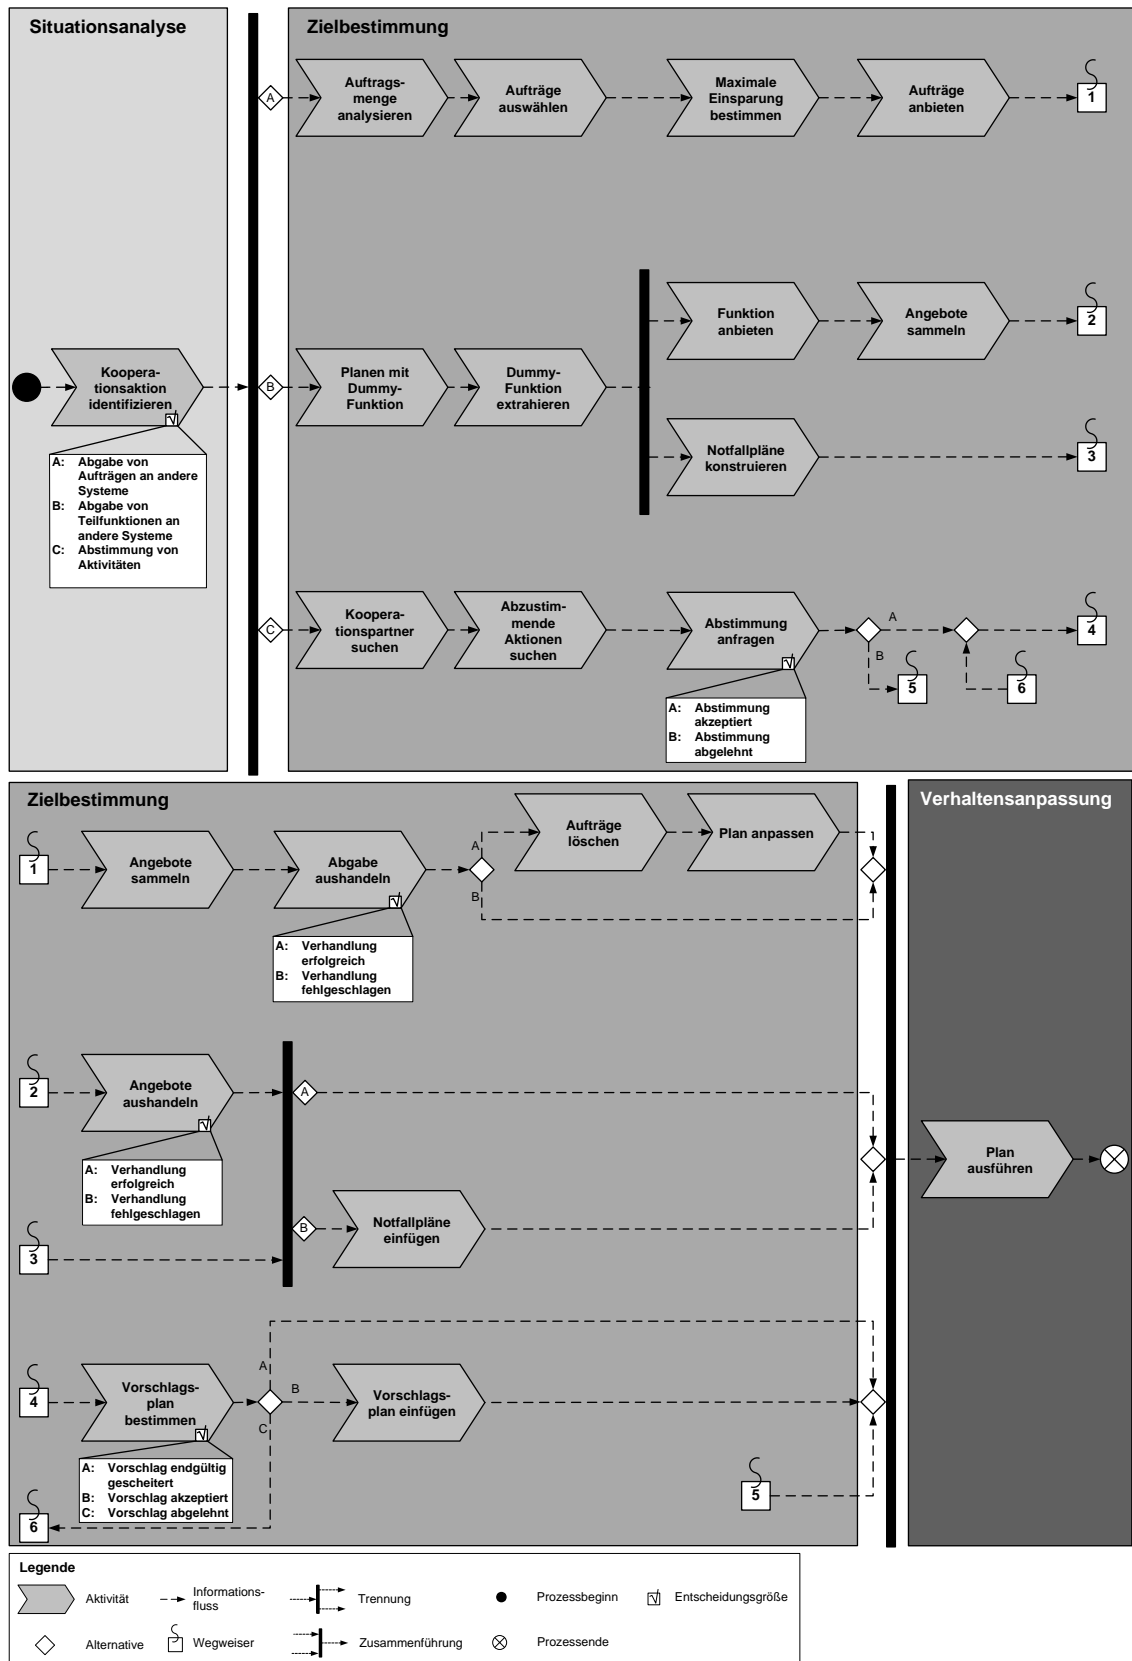 Situationsanalyse
Zielbestimmung
A
Auftrags-
menge
analysieren
Aufträge
auswählen
Maximale
Einsparung
bestimmen
Aufträge
anbieten
1
Funktion
anbieten
Angebote
sammeln
2
Koopera-
tionsaktion
identifizieren
B
Planen mit
Dummy-
Funktion
Dummy-
Funktion
extrahieren
Notfallpläne
konstruieren
3
A: Abgabe von
Aufträgen an andere
Systeme
B: Abgabe von
Teilfunktionen an
andere Systeme
C: Abstimmung von
Aktivitäten
C
Koopera-
tionspartner
suchen
Abzustim-
mende
Aktionen
suchen
Abstimmung
anfragen
A
B
4
5
6
A: Abstimmung
akzeptiert
B: Abstimmung
abgelehnt
Zielbestimmung
Verhaltensanpassung
1
Angebote
sammeln
Abgabe
aushandeln
A
B
Aufträge
löschen
Plan anpassen
A: Verhandlung
erfolgreich
B: Verhandlung
fehlgeschlagen
2
Angebote
aushandeln
A
A: Verhandlung
erfolgreich
B: Verhandlung
fehlgeschlagen
B
Notfallpläne
einfügen
3
Plan
ausführen
4
Vorschlags-
plan
bestimmen
A
B
C
Vorschlags-
plan einfügen
A: Vorschlag endgültig
gescheitert
B: Vorschlag akzeptiert
C: Vorschlag abgelehnt
5
6
Legende
Aktivität
Informations-
fluss
Trennung
Prozessbeginn
Entscheidungsgröße
Alternative
Wegweiser
Zusammenführung
Prozessende